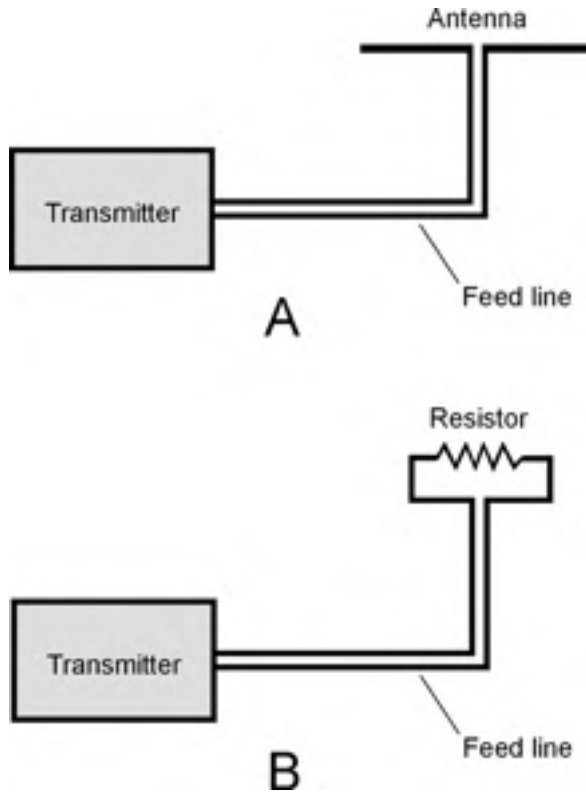 Antenna
Transmitter
Feed line
A
Resistor
Transmitter
Feed line
B